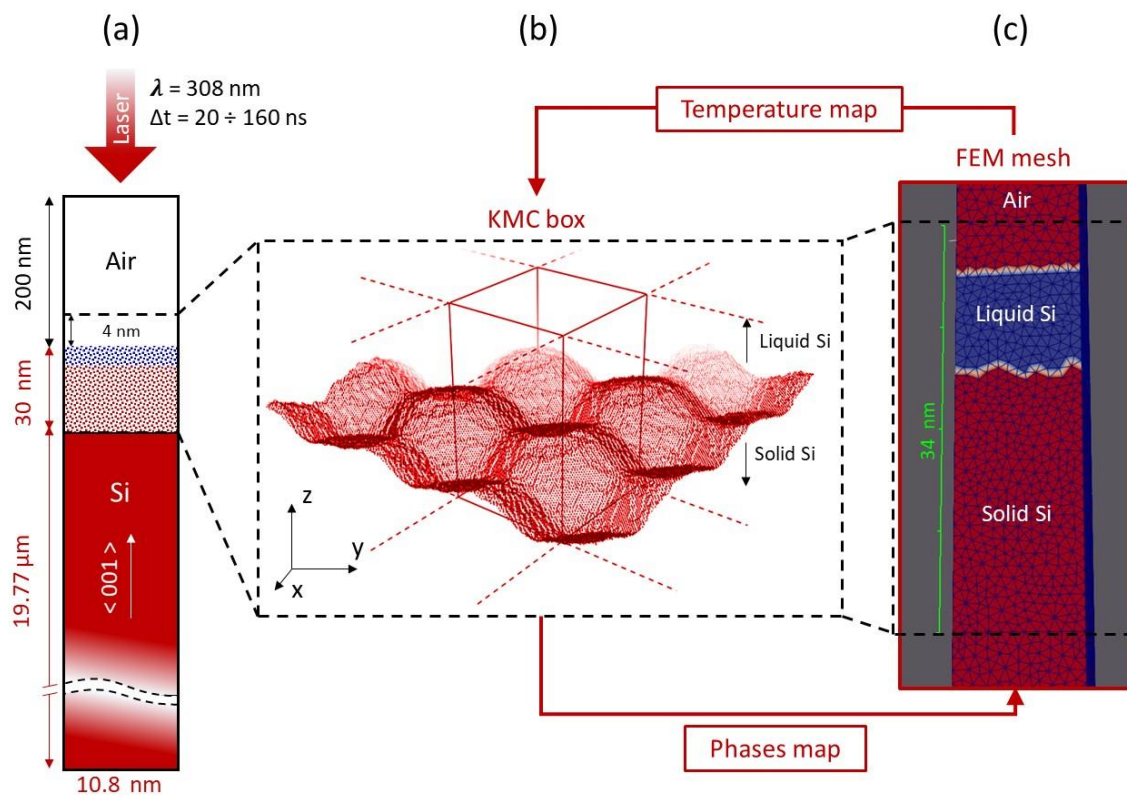 (a)
(b)
(c)
Laser
λ = 308 nm
Δt = 20 ÷ 160 ns
Temperature map
FEM mesh
KMC box
200 nm
Air
4 nm
30 nm
Si
< 001 >
19.77 µm
10.8 nm
Liquid Si
Solid Si
z
y
x
Air
Liquid Si
34 nm
Solid Si
Phases map